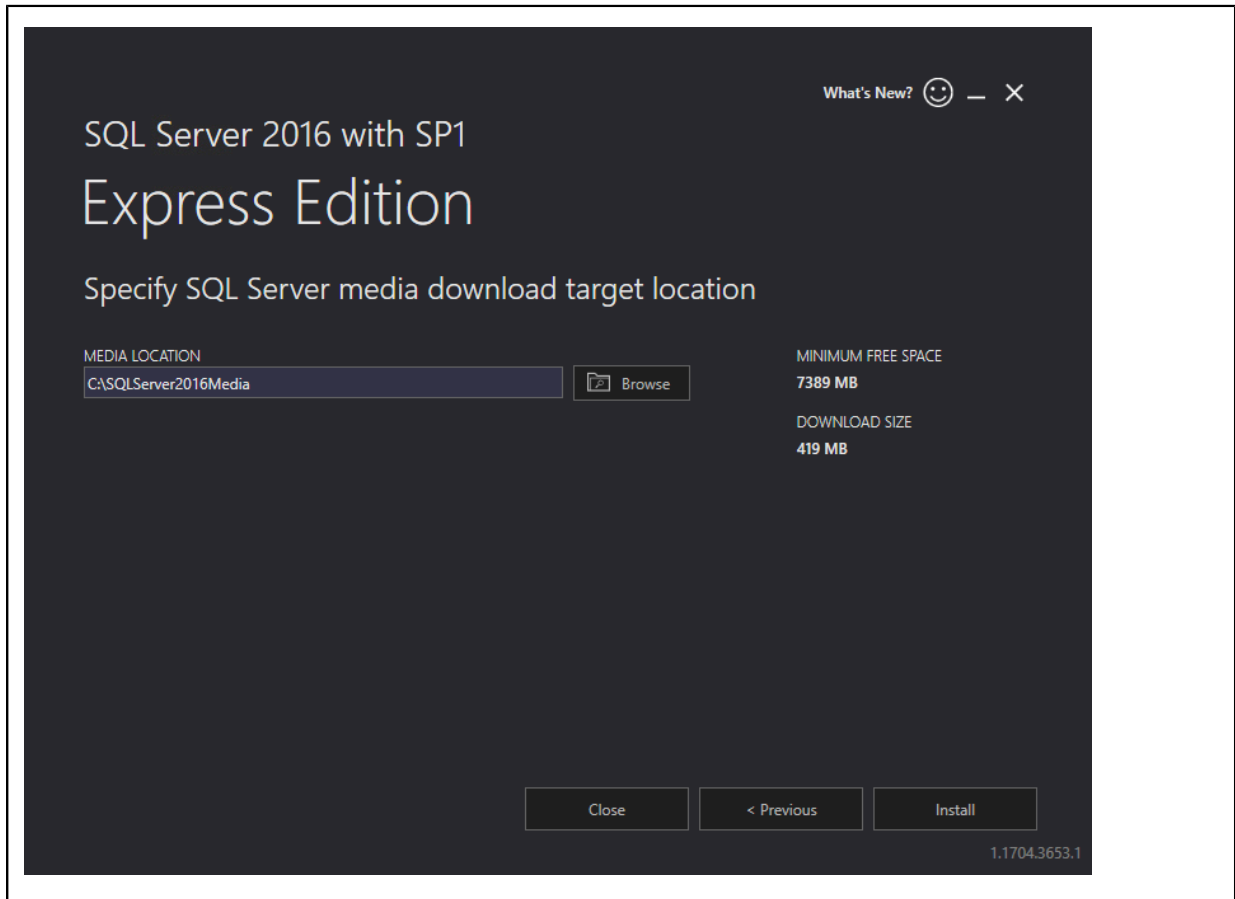 What's New?
SQL Server 2016 with SP1
Express Edition
Specify SQL Server media download target location
MEDIA LOCATION
C:\SQLServer2016Media
Browse
MINIMUM FREE SPACE
7389 MB
DOWNLOAD SIZE
419 MB
Close
< Previous
Install
1.1704.3653.1